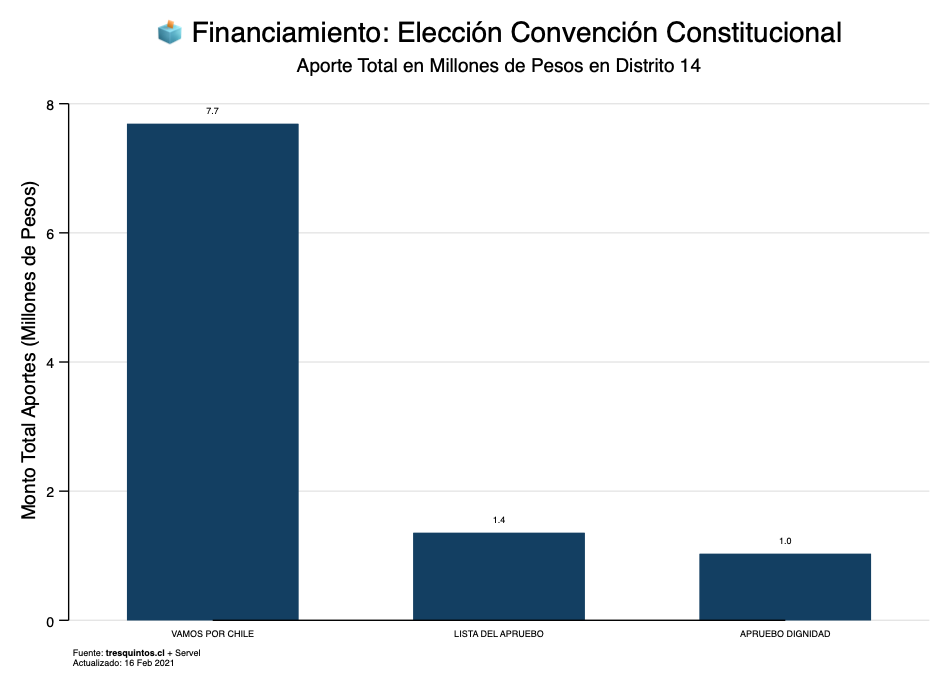 Financiamiento: Elección Convención Constitucional
Aporte Total en Millones de Pesos en Distrito 14
Monto Total Aportes (Millones de Pesos)
8
6
4
2
0
7.7
1.4
1.0
VAMOS POR CHILE
LISTA DEL APRUEBO
APRUEBO DIGNIDAD
Fuente: tresquintos.cl + Servel
Actualizado: 16 Feb 2021